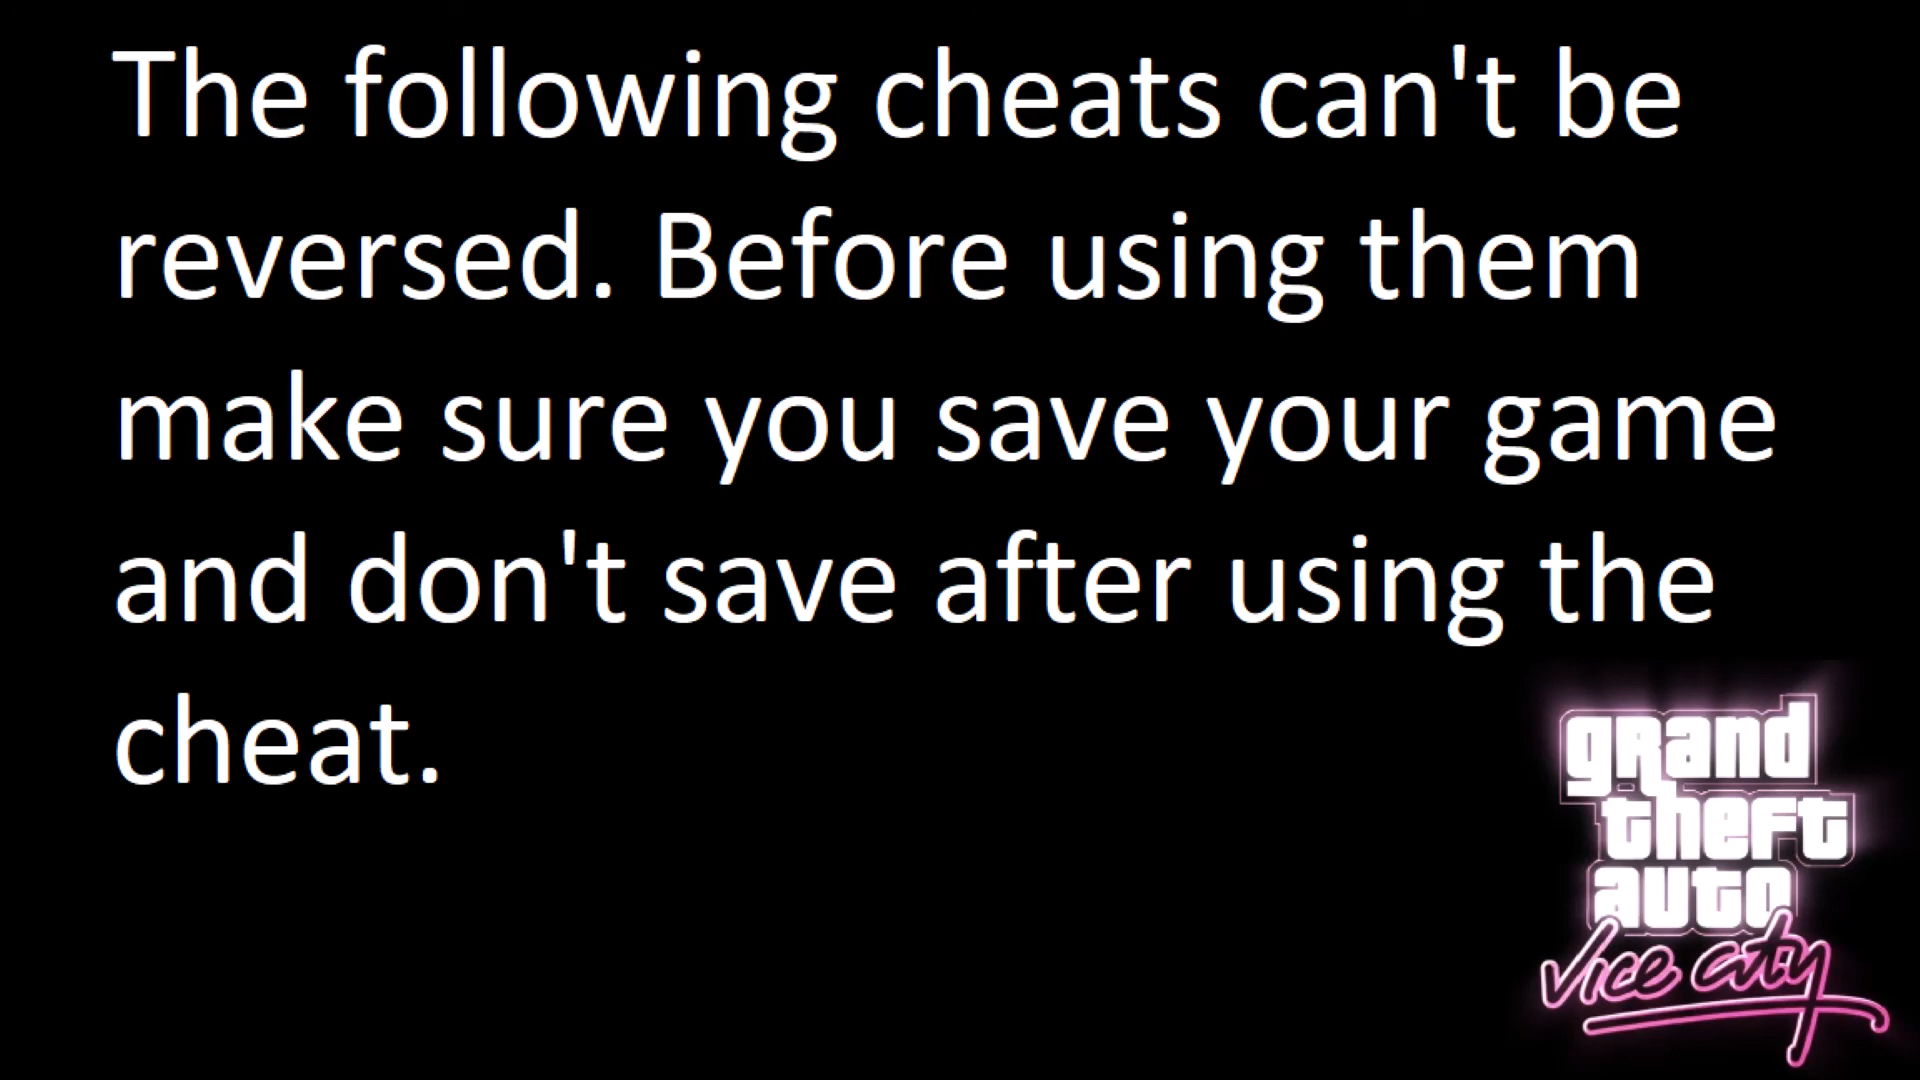 The following cheats can't be
reversed. Before using them
make sure you save your game
and don't save after using the
cheat.
grand
theft
auto
Vice City